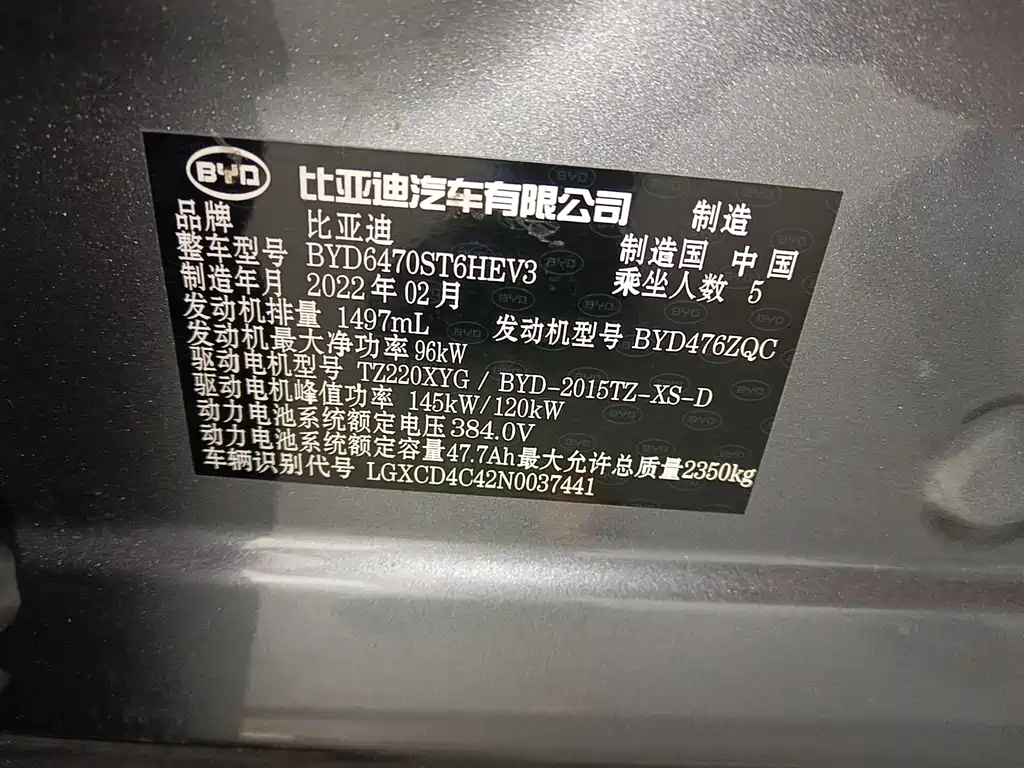 BYD 比亚迪汽车有限公司 制造
品牌 比亚迪 制造国 中国
整车型号 BYD6470ST6HEV3 乘坐人数 5
制造年月 2022年02月
发动机排量 1497mL 发动机型号 BYD476ZQC
发动机最大净功率 96kW
驱动电机型号 TZ220XYG / BYD-2015TZ-XS-D
驱动电机峰值功率 145kW/120kW
动力电池系统额定电压 384.0V
动力电池系统额定容量 47.7Ah 最大允许总质量 2350kg
车辆识别代号 LGXCD4C42N0037441